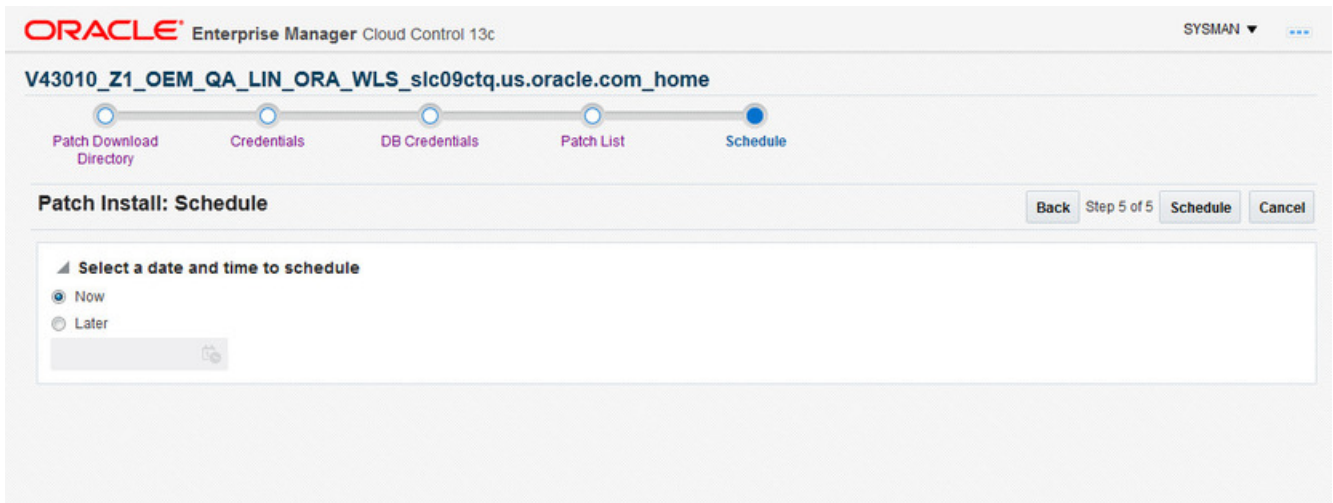 ORACLE Enterprise Manager Cloud Control 13c
SYSMAN
V43010_Z1_OEM_QA_LIN_ORA_WLS_slc09ctq.us.oracle.com_home
Patch Download
Directory
Credentials
DB Credentials
Patch List
Schedule
Patch Install: Schedule
Back Step 5 of 5 Schedule Cancel
Select a date and time to schedule
Now
Later